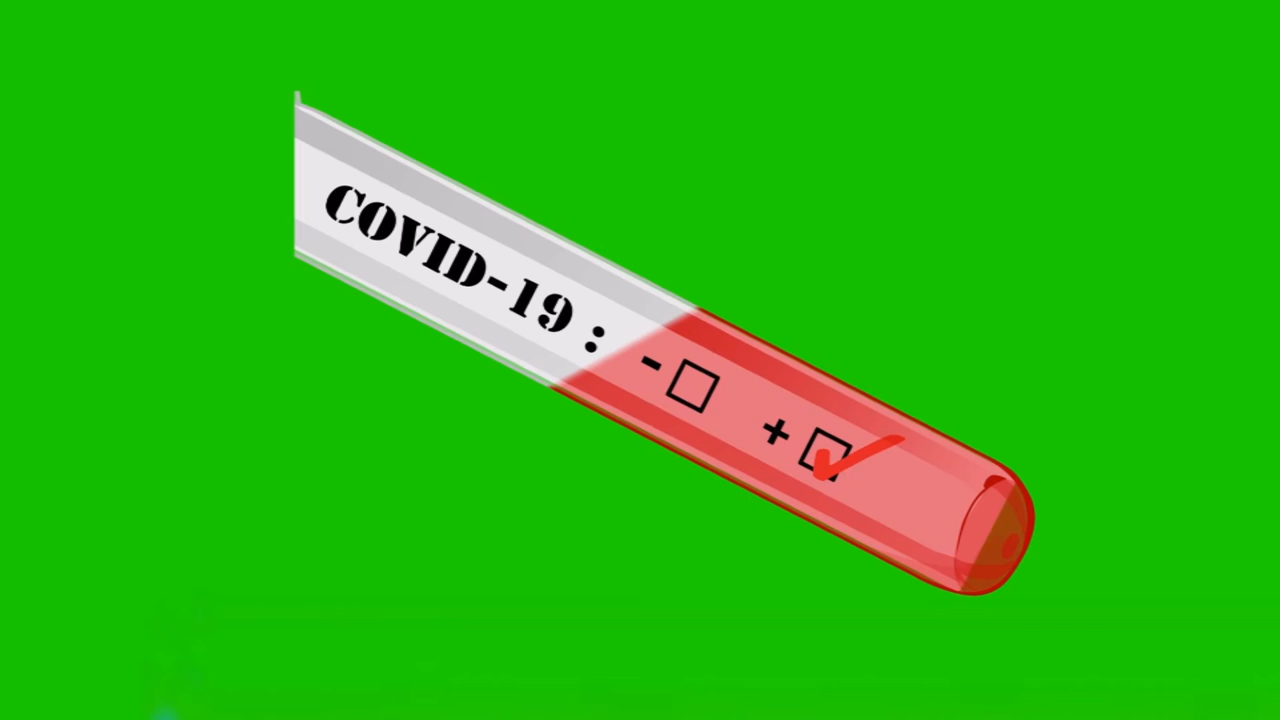 COVID-19 : - □ + ☑